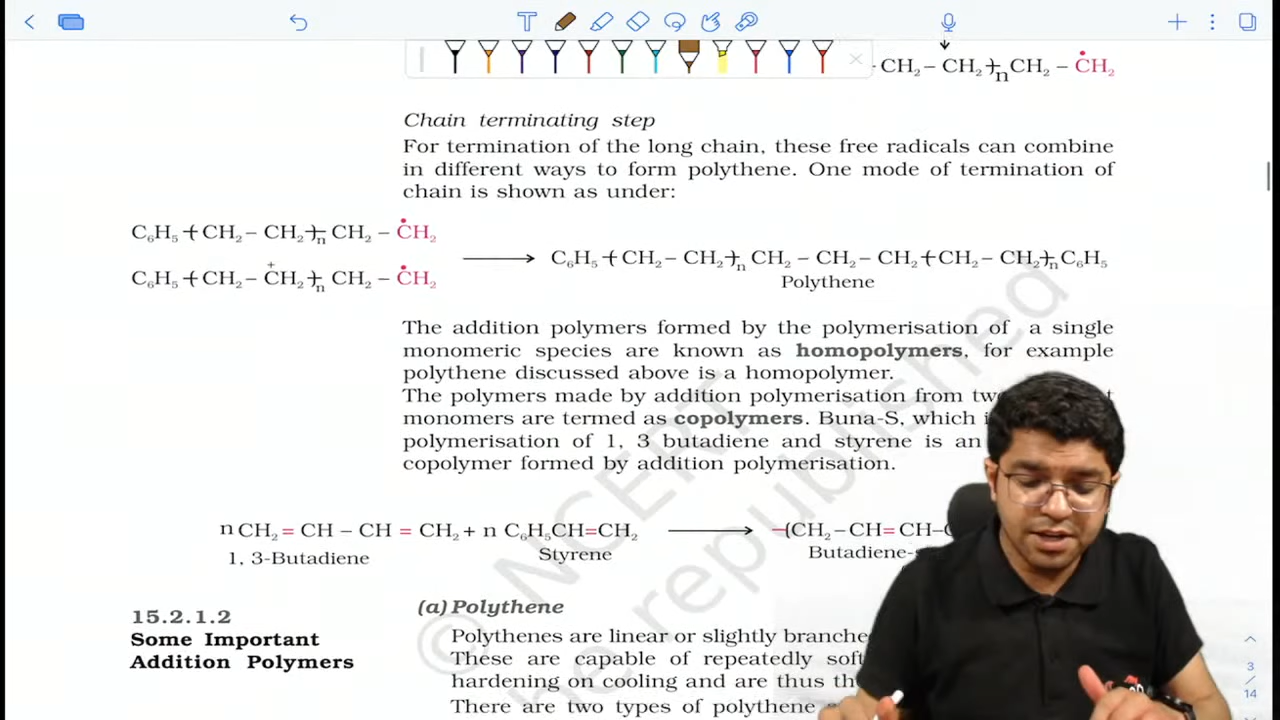 CH₂ – CH₂)n CH₂ – ĊH₂
Chain terminating step
For termination of the long chain, these free radicals can combine
in different ways to form polythene. One mode of termination of
chain is shown as under:
C₆H₅ (CH₂ – CH₂)n CH₂ – ĊH₂
+
C₆H₅ (CH₂ – CH₂)n CH₂ – ĊH₂
C₆H₅ (CH₂ – CH₂)n CH₂ – CH₂ – CH₂ (CH₂ – CH₂)n C₆H₅
Polythene
The addition polymers formed by the polymerisation of a single
monomeric species are known as homopolymers, for example
polythene discussed above is a homopolymer.
The polymers made by addition polymerisation from
monomers are termed as copolymers. Buna-S, which
polymerisation of 1, 3 butadiene and styrene is an
copolymer formed by addition polymerisation.
n CH₂ = CH – CH = CH₂ + n C₆H₅CH=CH₂ ⟶ –(CH₂ – CH=CH–
1, 3-Butadiene Styrene Butadiene-
15.2.1.2
Some Important
Addition Polymers
(a) Polythene
Polythenes are linear or slightly
These are capable of repeatedly
hardening on cooling and are thus
There are two types of polythene
© NCERT
be republished
3
/
14